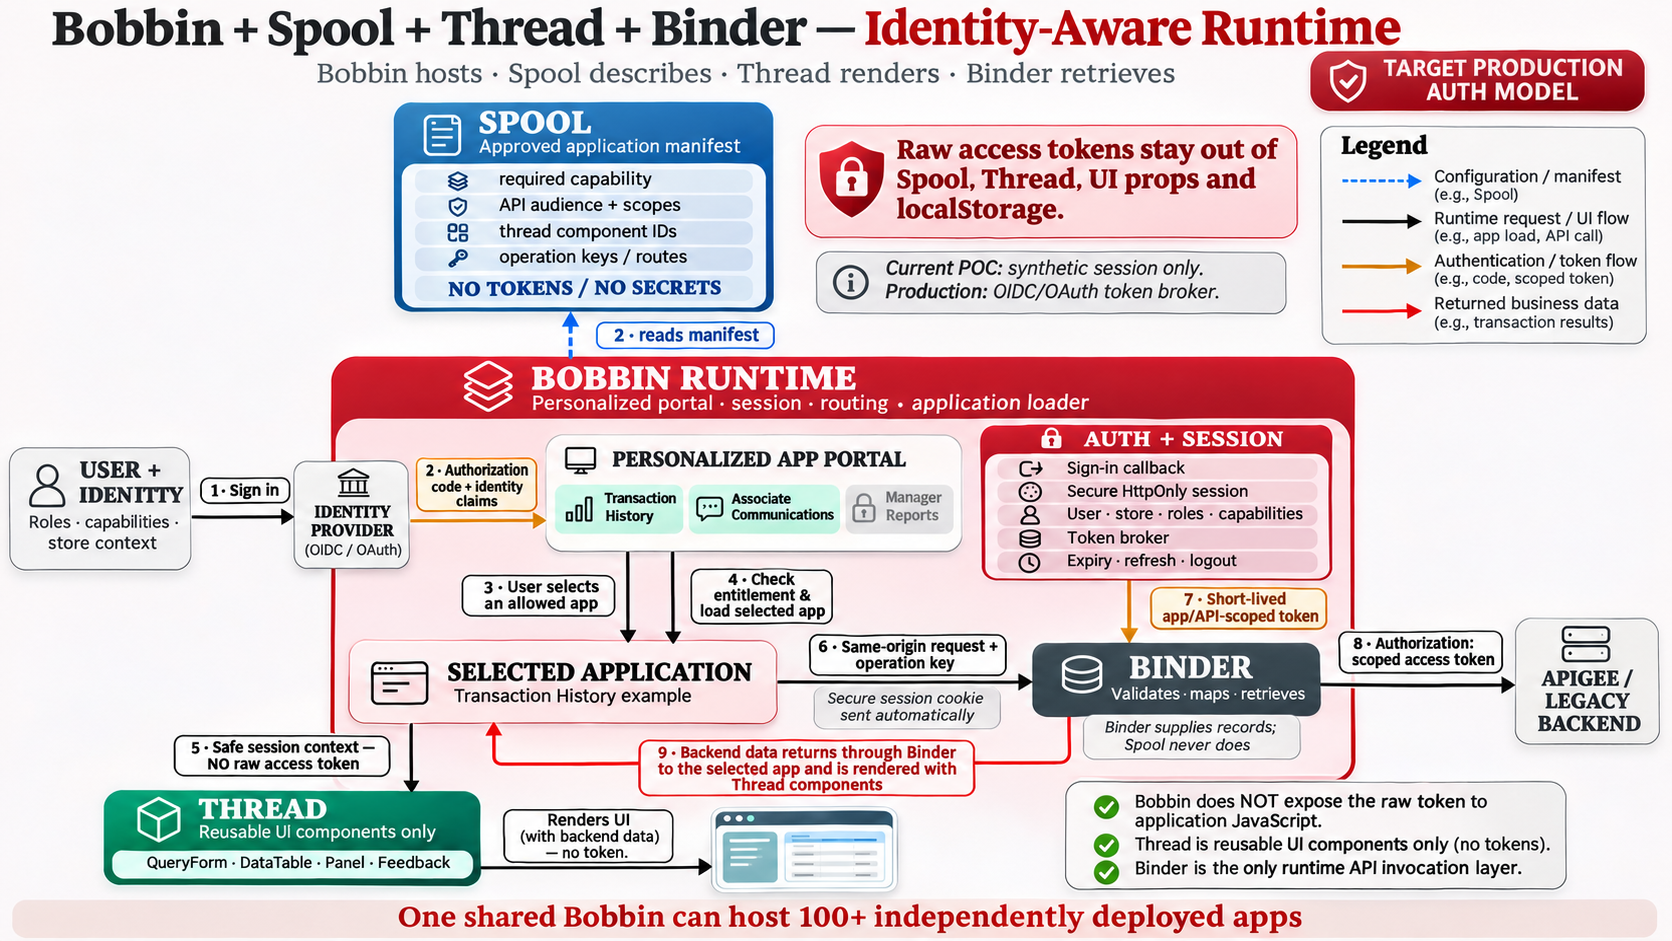 Bobbin + Spool + Thread + Binder — Identity-Aware Runtime
Bobbin hosts · Spool describes · Thread renders · Binder retrieves
TARGET PRODUCTION
AUTH MODEL
SPOOL
Approved application manifest
required capability
API audience + scopes
thread component IDs
operation keys / routes
NO TOKENS / NO SECRETS
Raw access tokens stay out of
Spool, Thread, UI props and
localStorage.
Current POC: synthetic session only.
Production: OIDC/OAuth token broker.
Legend
Configuration / manifest
(e.g., Spool)
Runtime request / UI flow
(e.g., app load, API call)
Authentication / token flow
(e.g., code, scoped token)
Returned business data
(e.g., transaction results)
2 · reads manifest
BOBBIN RUNTIME
Personalized portal · session · routing · application loader
USER +
IDENTITTY
Roles · capabilities ·
store context
1 · Sign in
IDENTITY
PROVIDER
(OIDC / OAuth)
2 · Authorization
code + identity
claims
PERSONALIZED APP PORTAL
Transaction
History
Associate
Communications
Manager
Reports
AUTH + SESSION
Sign-in callback
Secure HttpOnly session
User · store · roles · capabilities
Token broker
Expiry · refresh · logout
3 · User selects
an allowed app
4 · Check
entitlement &
load selected app
7 · Short-lived
app/API-scoped token
SELECTED APPLICATION
Transaction History example
6 · Same-origin request +
operation key
Secure session cookie
sent automatically
BINDER
Validates · maps · retrieves
Binder supplies records;
Spool never does
8 · Authorization:
scoped access token
APIGEE /
LEGACY
BACKEND
5 · Safe session context —
NO raw access token
9 · Backend data returns through Binder
to the selected app and is rendered with
Thread components
THREAD
Reusable UI components only
QueryForm · DataTable · Panel · Feedback
Renders UI
(with backend data)
— no token.
Bobbin does NOT expose the raw token to
application JavaScript.
Thread is reusable UI components only (no tokens).
Binder is the only runtime API invocation layer.
One shared Bobbin can host 100+ independently deployed apps